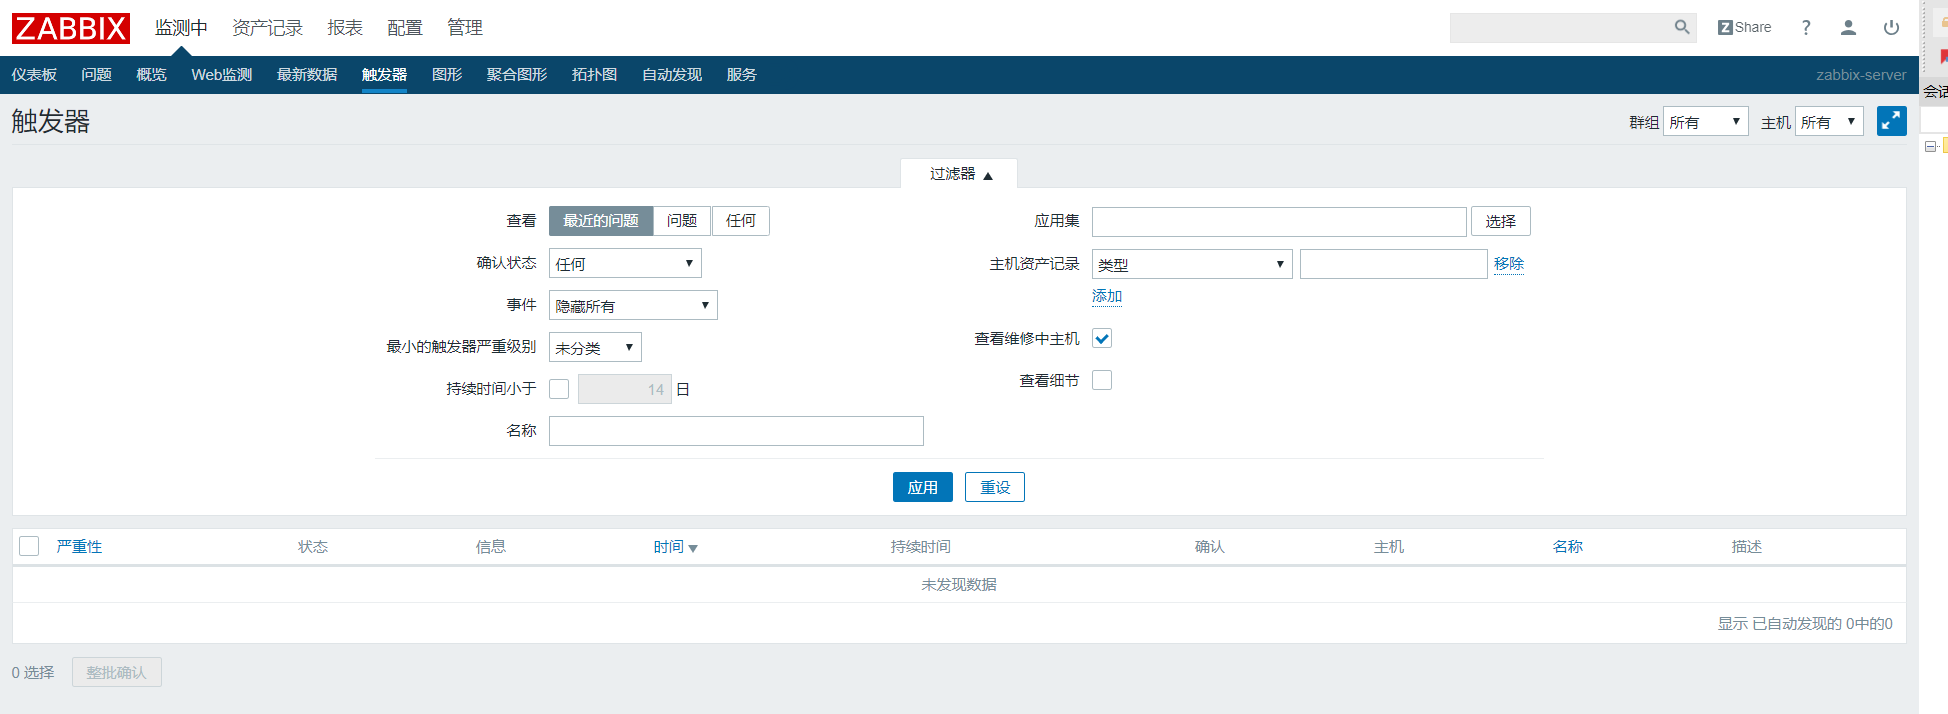 ZABBIX 监测中 资产记录 报表 配置 管理 Z Share ?
仪表板 问题 概览 Web监测 最新数据 触发器 图形 聚合图形 拓扑图 自动发现 服务 zabbix-server
会话
触发器 群组 所有 主机 所有
过滤器
查看 最近的问题 问题 任何 应用集 选择
确认状态 任何 主机资产记录 类型 移除
添加
事件 隐藏所有
查看维修中主机
最小的触发器严重级别 未分类
查看细节
持续时间小于 14 日
名称
应用 重设
严重性 状态 信息 时间 持续时间 确认 主机 名称 描述
未发现数据
显示 已自动发现的 0中的0
0 选择 整批确认